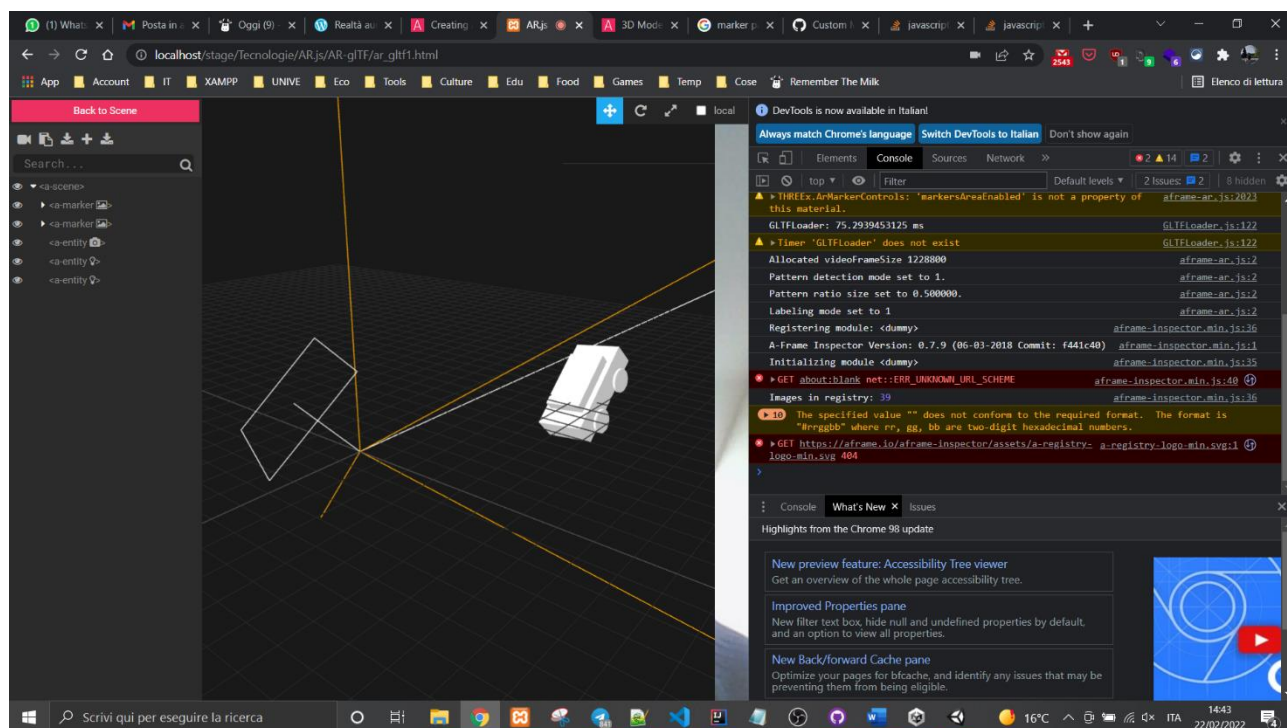 (1) Whats
Posta in a
Oggi (9) -
Realtà au
Creating
AR.js
3D Mode
marker p
Custom M
javascript
javascrip
localhost/stage/Tecnologie/AR.js/AR-glTF/ar_gltf1.html
2543
1
9
6
App
Account
IT
XAMPP
UNIVE
Eco
Tools
Culture
Edu
Food
Games
Temp
Cose
Remember The Milk
Elenco di lettura
Back to Scene
Search...
<a-scene>
<a-marker>
<a-marker>
<a-entity>
<a-entity>
<a-entity>
local
DevTools is now available in Italian!
Always match Chrome's language Switch DevTools to Italian Don't show again
Elements Console Sources Network » 2 14 2
top Filter Default levels 2 Issues: 2 8 hidden
THREEx.ArMarkerControls: 'markersAreaEnabled' is not a property of aframe-ar.js:2023
this material.
GLTFLoader: 75.2939453125 ms GLTFLoader.js:122
Timer 'GLTFLoader' does not exist GLTFLoader.js:122
Allocated videoFrameSize 1228800 aframe-ar.js:2
Pattern detection mode set to 1. aframe-ar.js:2
Pattern ratio size set to 0.500000. aframe-ar.js:2
Labeling mode set to 1 aframe-ar.js:2
Registering module: <dummy> aframe-inspector.min.js:36
A-Frame Inspector Version: 0.7.9 (06-03-2018 Commit: f441c40) aframe-inspector.min.js:1
Initializing module <dummy> aframe-inspector.min.js:35
GET about:blank net::ERR_UNKNOWN_URL_SCHEME aframe-inspector.min.js:40
Images in registry: 39 aframe-inspector.min.js:36
10 The specified value "" does not conform to the required format. The format is
"#rrggbb" where rr, gg, bb are two-digit hexadecimal numbers.
GET https://aframe.io/aframe-inspector/assets/a-registry- a-registry-logo-min.svg:1
logo-min.svg 404
Console What's New Issues
Highlights from the Chrome 98 update
New preview feature: Accessibility Tree viewer
Get an overview of the whole page accessibility tree.
Improved Properties pane
New filter text box, hide null and undefined properties by default,
and an option to view all properties.
New Back/forward Cache pane
Optimize your pages for bfcache, and identify any issues that may be
preventing them from being eligible.
Scrivi qui per eseguire la ricerca
16°C
ITA
14:43
22/02/2022